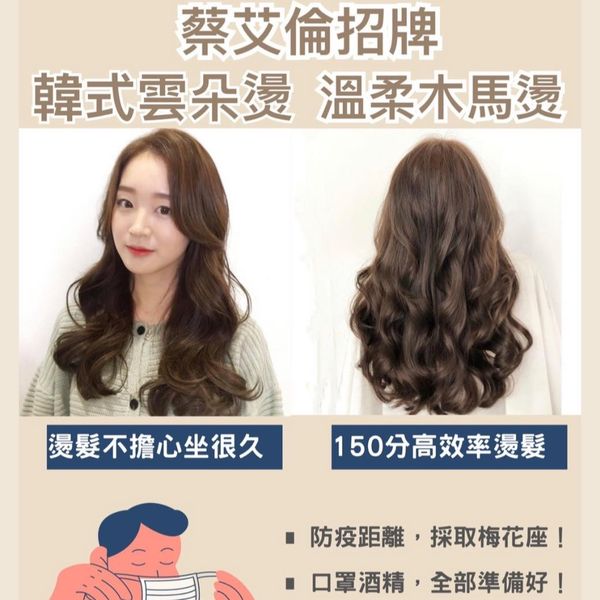 蔡艾倫招牌
韓式雲朵燙 溫柔木馬燙
燙髮不擔心坐很久
150分高效率燙髮
▪ 防疫距離，採取梅花座！
▪ 口罩酒精，全部準備好！